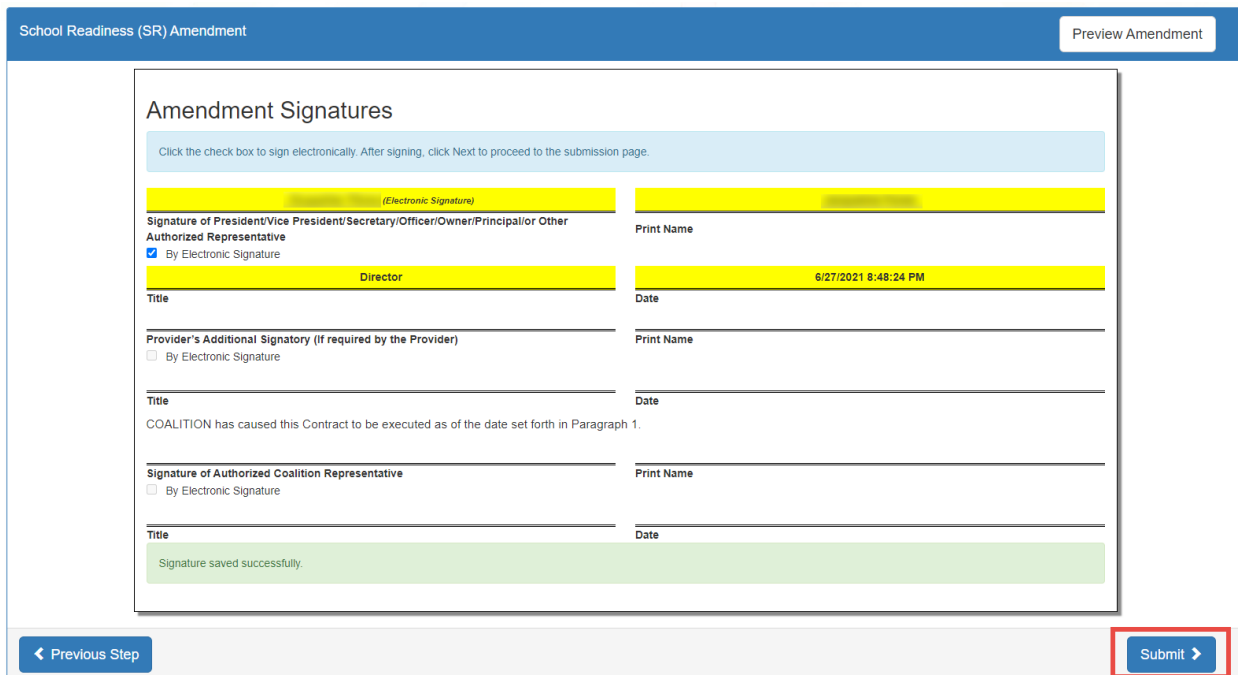 School Readiness (SR) Amendment
Preview Amendment
Amendment Signatures
Click the check box to sign electronically. After signing, click Next to proceed to the submission page.
(Electronic Signature)
Signature of President/Vice President/Secretary/Officer/Owner/Principal/or Other
Authorized Representative
Print Name
By Electronic Signature
Director
6/27/2021 8:48:24 PM
Title
Date
Provider's Additional Signatory (If required by the Provider)
Print Name
By Electronic Signature
Title
Date
COALITION has caused this Contract to be executed as of the date set forth in Paragraph 1.
Signature of Authorized Coalition Representative
Print Name
By Electronic Signature
Title
Date
Signature saved successfully.
Previous Step
Submit